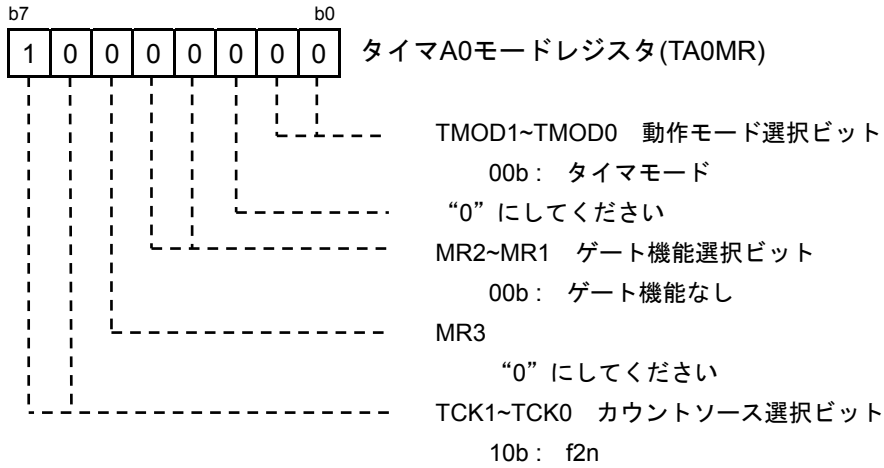 b7 b0
1 0 0 0 0 0 0 0 タイマA0モードレジスタ(TA0MR)
TMOD1~TMOD0 動作モード選択ビット
00b : タイマモード
“0”にしてください
MR2~MR1 ゲート機能選択ビット
00b : ゲート機能なし
MR3
“0”にしてください
TCK1~TCK0 カウントソース選択ビット
10b : f2n